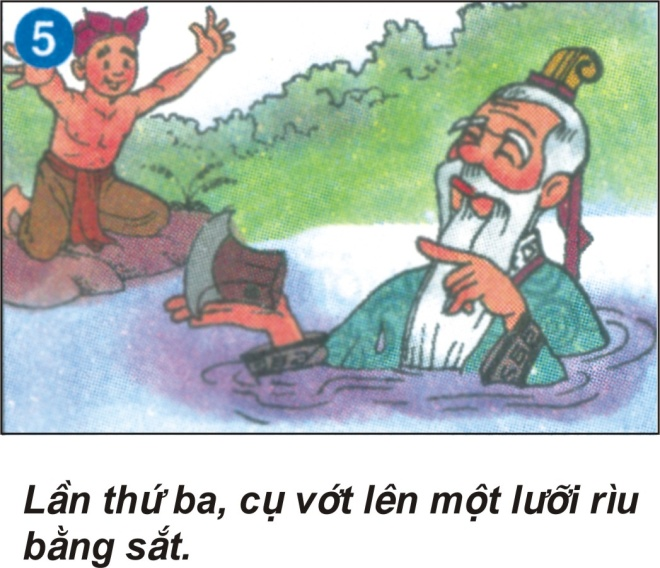 5
Lần thứ ba, cụ vớt lên một lưỡi rìu
bằng sắt.